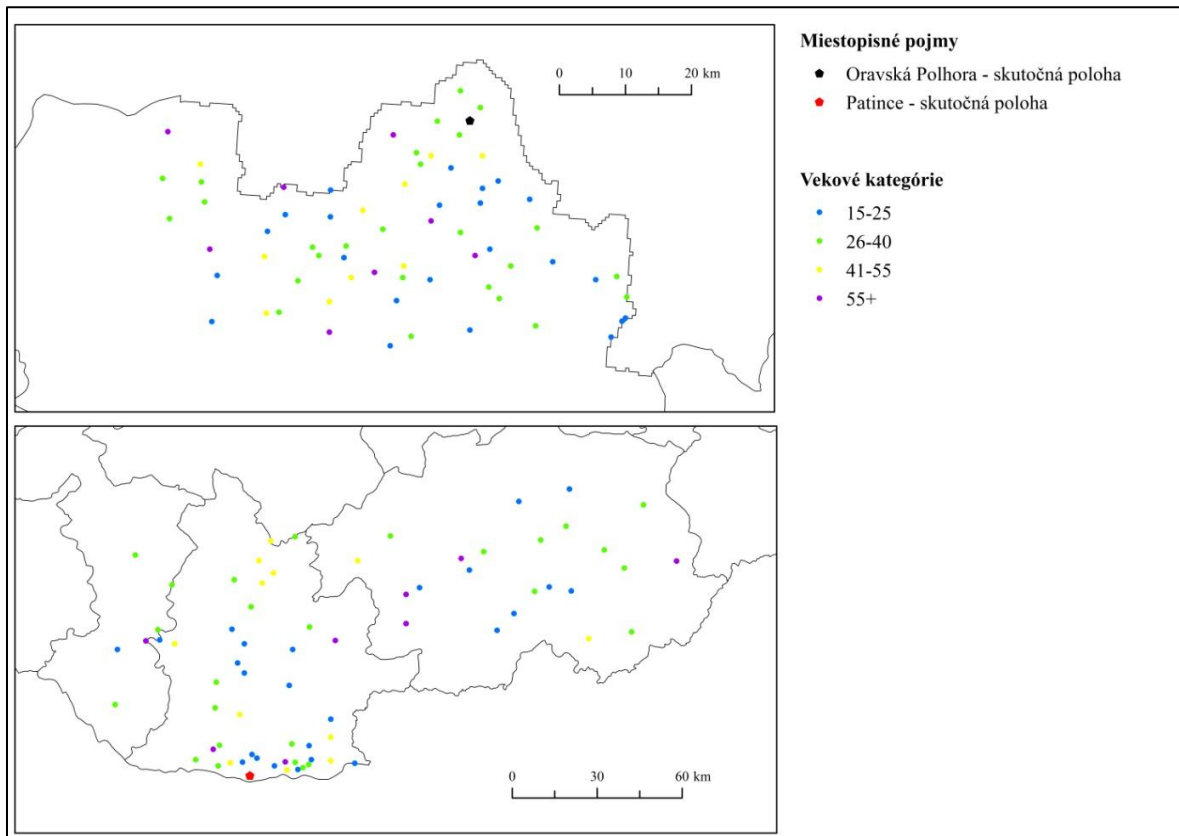 0 10 20 km
Miestopisné pojmy
Oravská Polhora - skutočná poloha
Patince - skutočná poloha
Vekové kategórie
15-25
26-40
41-55
55+
0 30 60 km